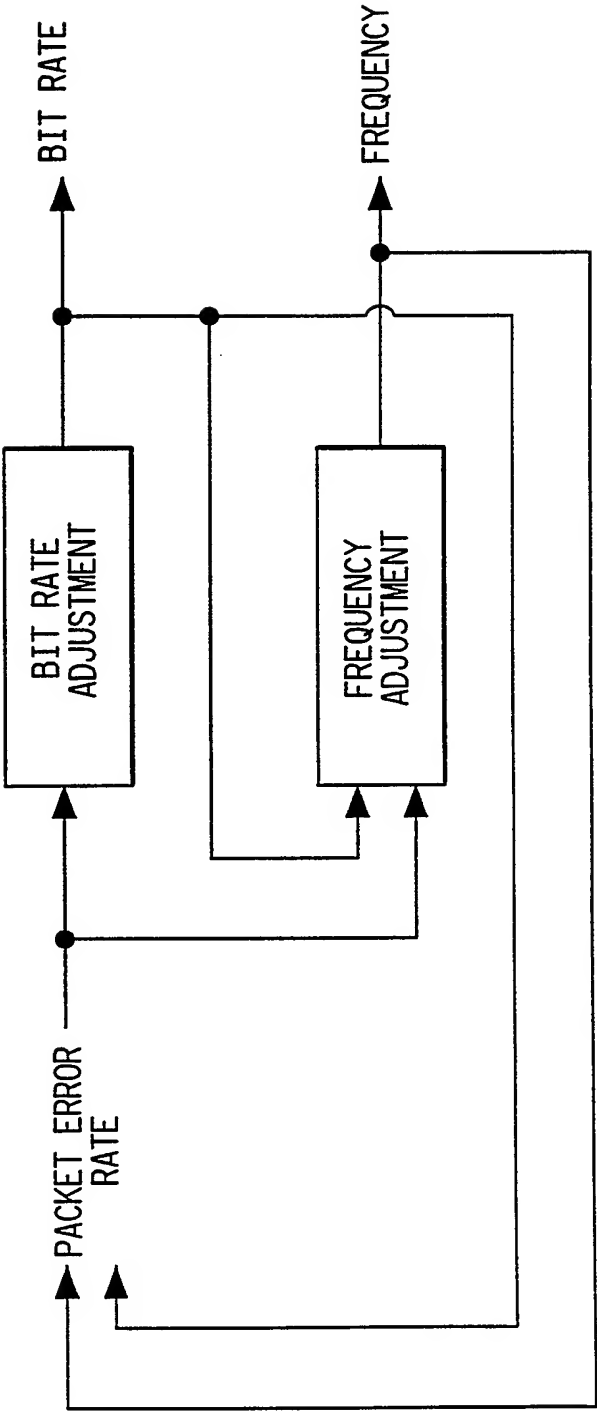 PACKET ERROR
RATE
BIT RATE
ADJUSTMENT
BIT RATE
FREQUENCY
ADJUSTMENT
FREQUENCY